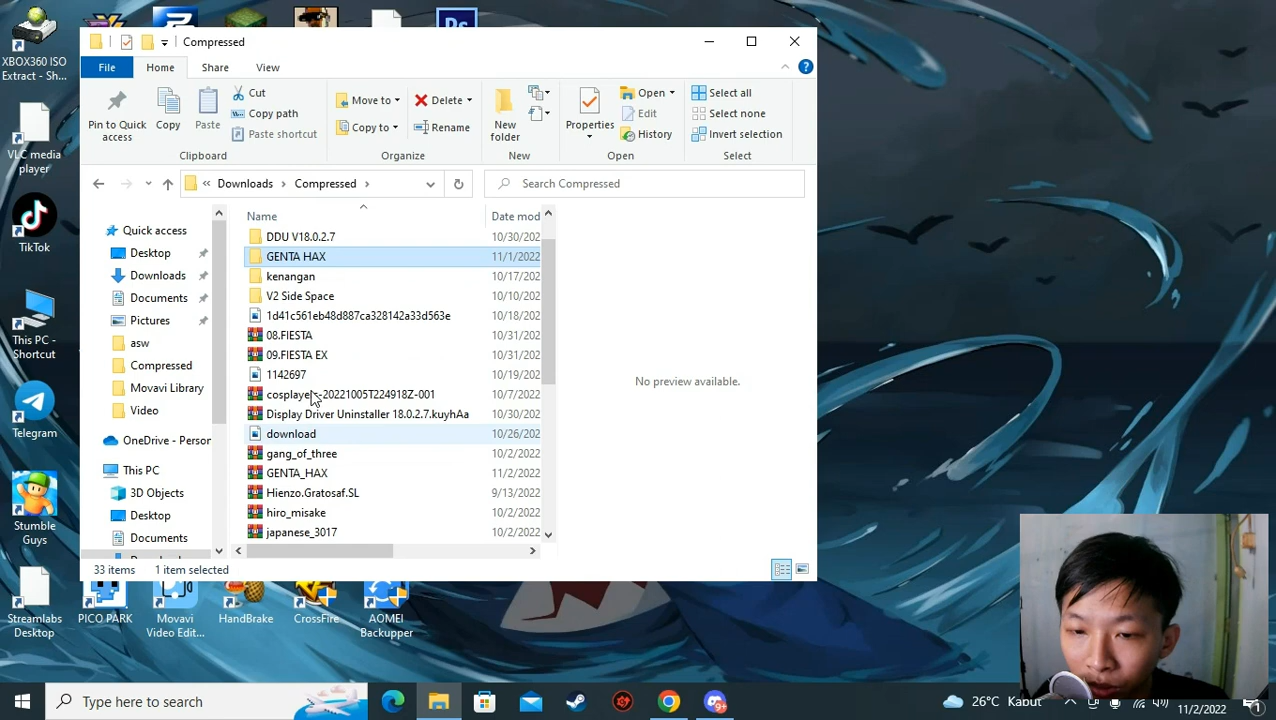 Compressed
File
Home
Share
View
Pin to Quick access
Copy
Paste
Cut
Copy path
Paste shortcut
Clipboard
Move to
Copy to
Delete
Rename
Organize
New folder
New
Properties
Open
Edit
History
Open
Select all
Select none
Invert selection
Select
Downloads
Compressed
Search Compressed
Quick access
Desktop
Downloads
Documents
Pictures
asw
Compressed
Movavi Library
Video
OneDrive - Person
This PC
3D Objects
Desktop
Documents
Name
Date mod
DDU V18.0.2.7
10/30/202
GENTA HAX
11/1/2022
kenangan
10/17/202
V2 Side Space
10/10/202
1d41c561eb48d887ca328142a33d563e
10/18/202
08.FIESTA
10/31/202
09.FIESTA EX
10/31/202
1142697
10/19/202
-20221005T224918Z-001
10/7/2022
Display Driver Uninstaller 18.0.2.7.kuyhAa
10/30/202
download
10/26/202
gang_of_three
10/2/2022
GENTA_HAX
11/2/2022
Hienzo.Gratosaf.SL
9/13/2022
hiro_misake
10/2/2022
japanese_3017
10/2/2022
No preview available.
33 items
1 item selected
XBOX360 ISO
Extract - Sh...
VLC media
player
TikTok
This PC -
Shortcut
Telegram
Stumble
Guys
Streamlabs
Desktop
PICO PARK
Movavi
Video Edit...
HandBrake
CrossFire
AOMEI
Backupper
Ps
Type here to search
9+
26°C
Kabut
11/2/2022
1